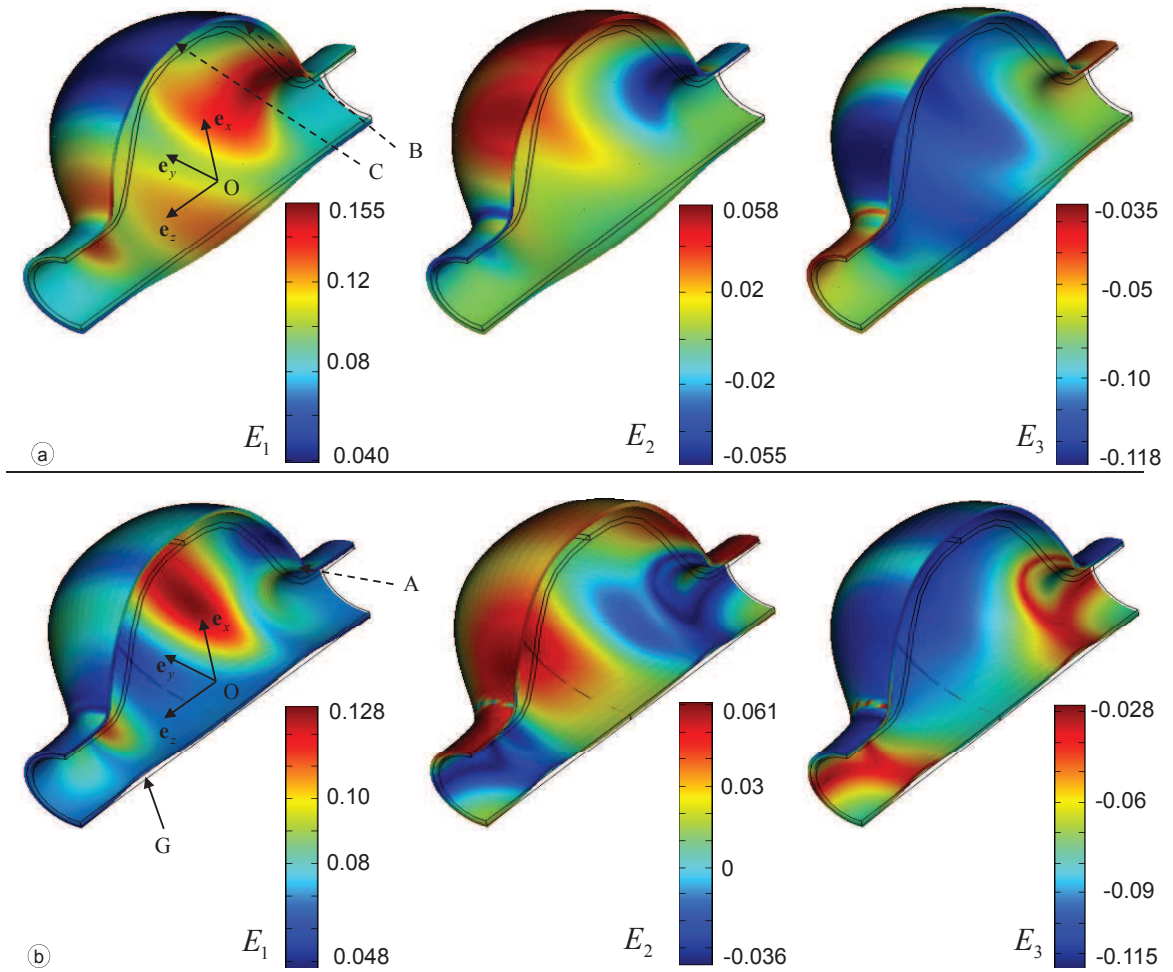 a
e_x
e_y
e_z
O
B
C
0.155
0.12
0.08
0.040
E_1
0.058
0.02
-0.02
-0.055
E_2
-0.035
-0.05
-0.10
-0.118
E_3
a
b
e_x
e_y
e_z
O
A
G
0.128
0.10
0.08
0.048
E_1
0.061
0.03
0
-0.036
E_2
-0.028
-0.06
-0.09
-0.115
E_3
b